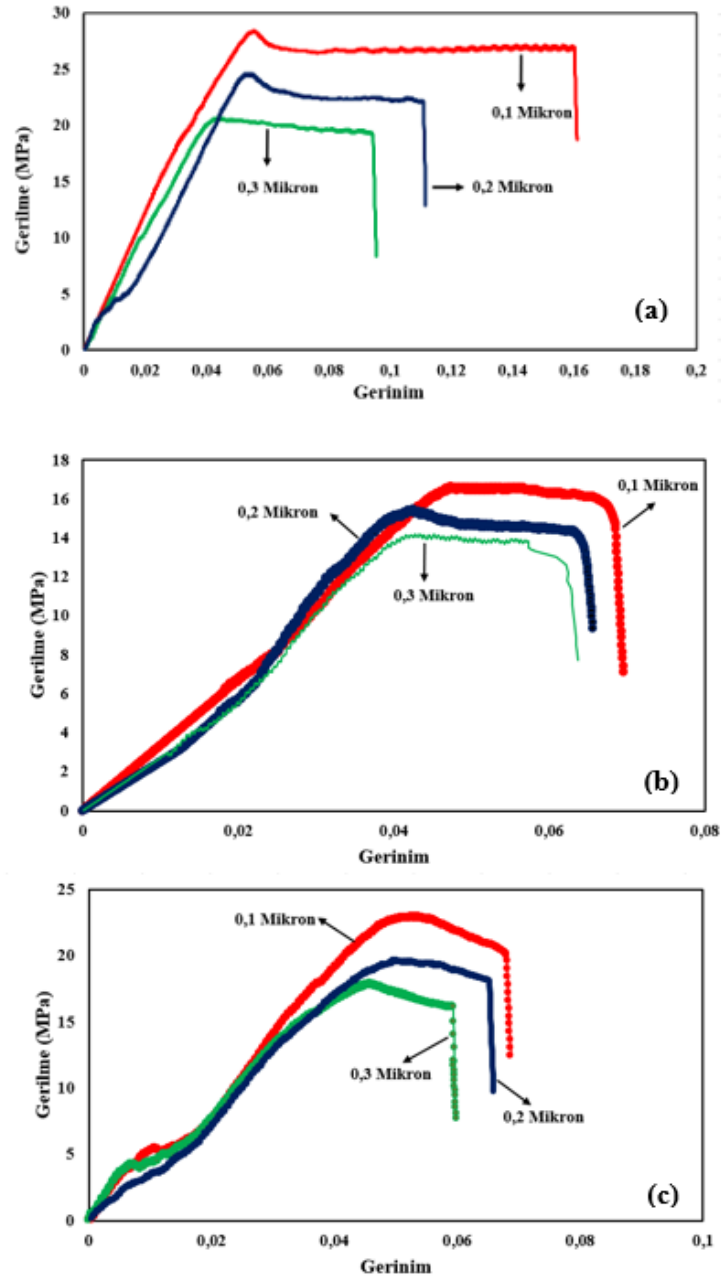 30
25
20
15
10
5
0
Gerilme (MPa)
0,1 Mikron
0,3 Mikron
0,2 Mikron
(a)
0 0,02 0,04 0,06 0,08 0,1 0,12 0,14 0,16 0,18 0,2
Gerinim
18
16
14
12
10
8
6
4
2
0
Gerilme (MPa)
0,1 Mikron
0,2 Mikron
0,3 Mikron
(b)
0 0,02 0,04 0,06 0,08
Gerinim
25
20
15
10
5
0
Gerilme (MPa)
0,1 Mikron
0,3 Mikron
0,2 Mikron
(c)
0 0,02 0,04 0,06 0,08 0,1
Gerinim